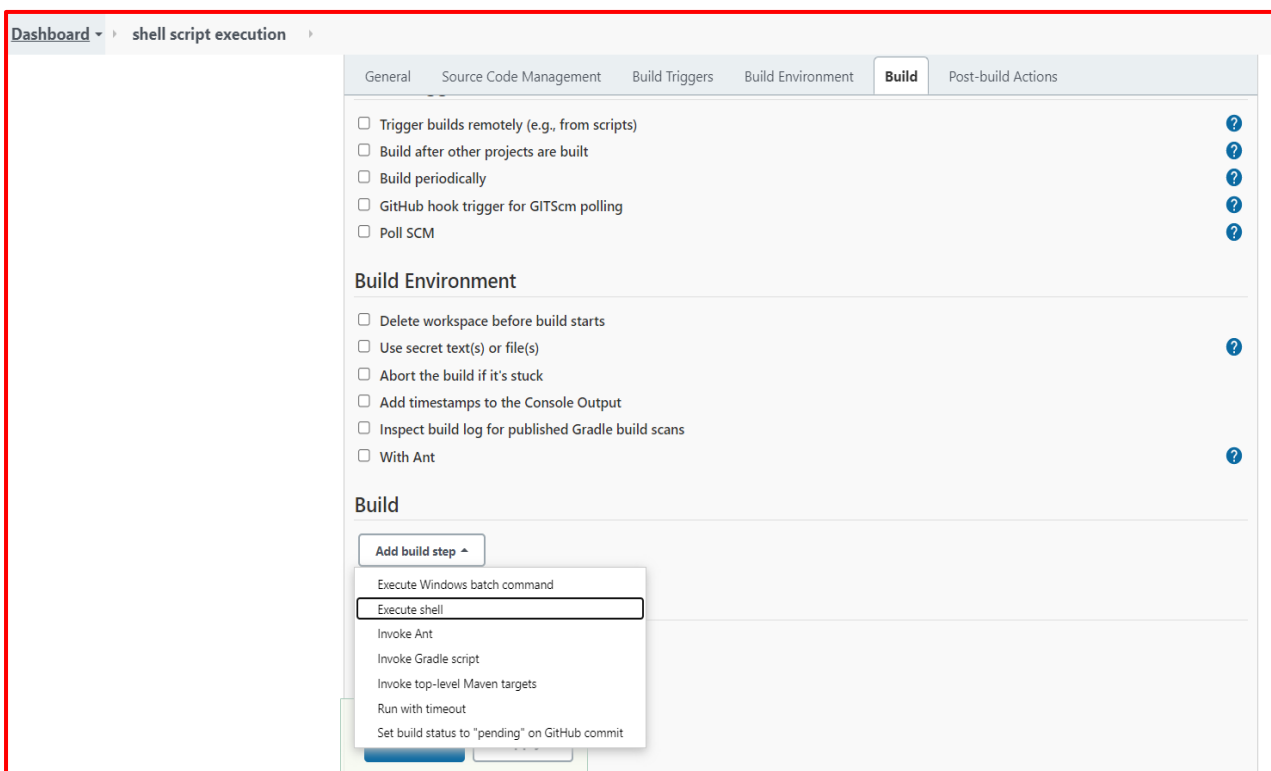 Dashboard shell script execution
General Source Code Management Build Triggers Build Environment Build Post-build Actions
Trigger builds remotely (e.g., from scripts) ?
Build after other projects are built ?
Build periodically ?
GitHub hook trigger for GITScm polling ?
Poll SCM ?
Build Environment
Delete workspace before build starts
Use secret text(s) or file(s) ?
Abort the build if it's stuck
Add timestamps to the Console Output
Inspect build log for published Gradle build scans
With Ant ?
Build
Add build step
Execute Windows batch command
Execute shell
Invoke Ant
Invoke Gradle script
Invoke top-level Maven targets
Run with timeout
Set build status to "pending" on GitHub commit